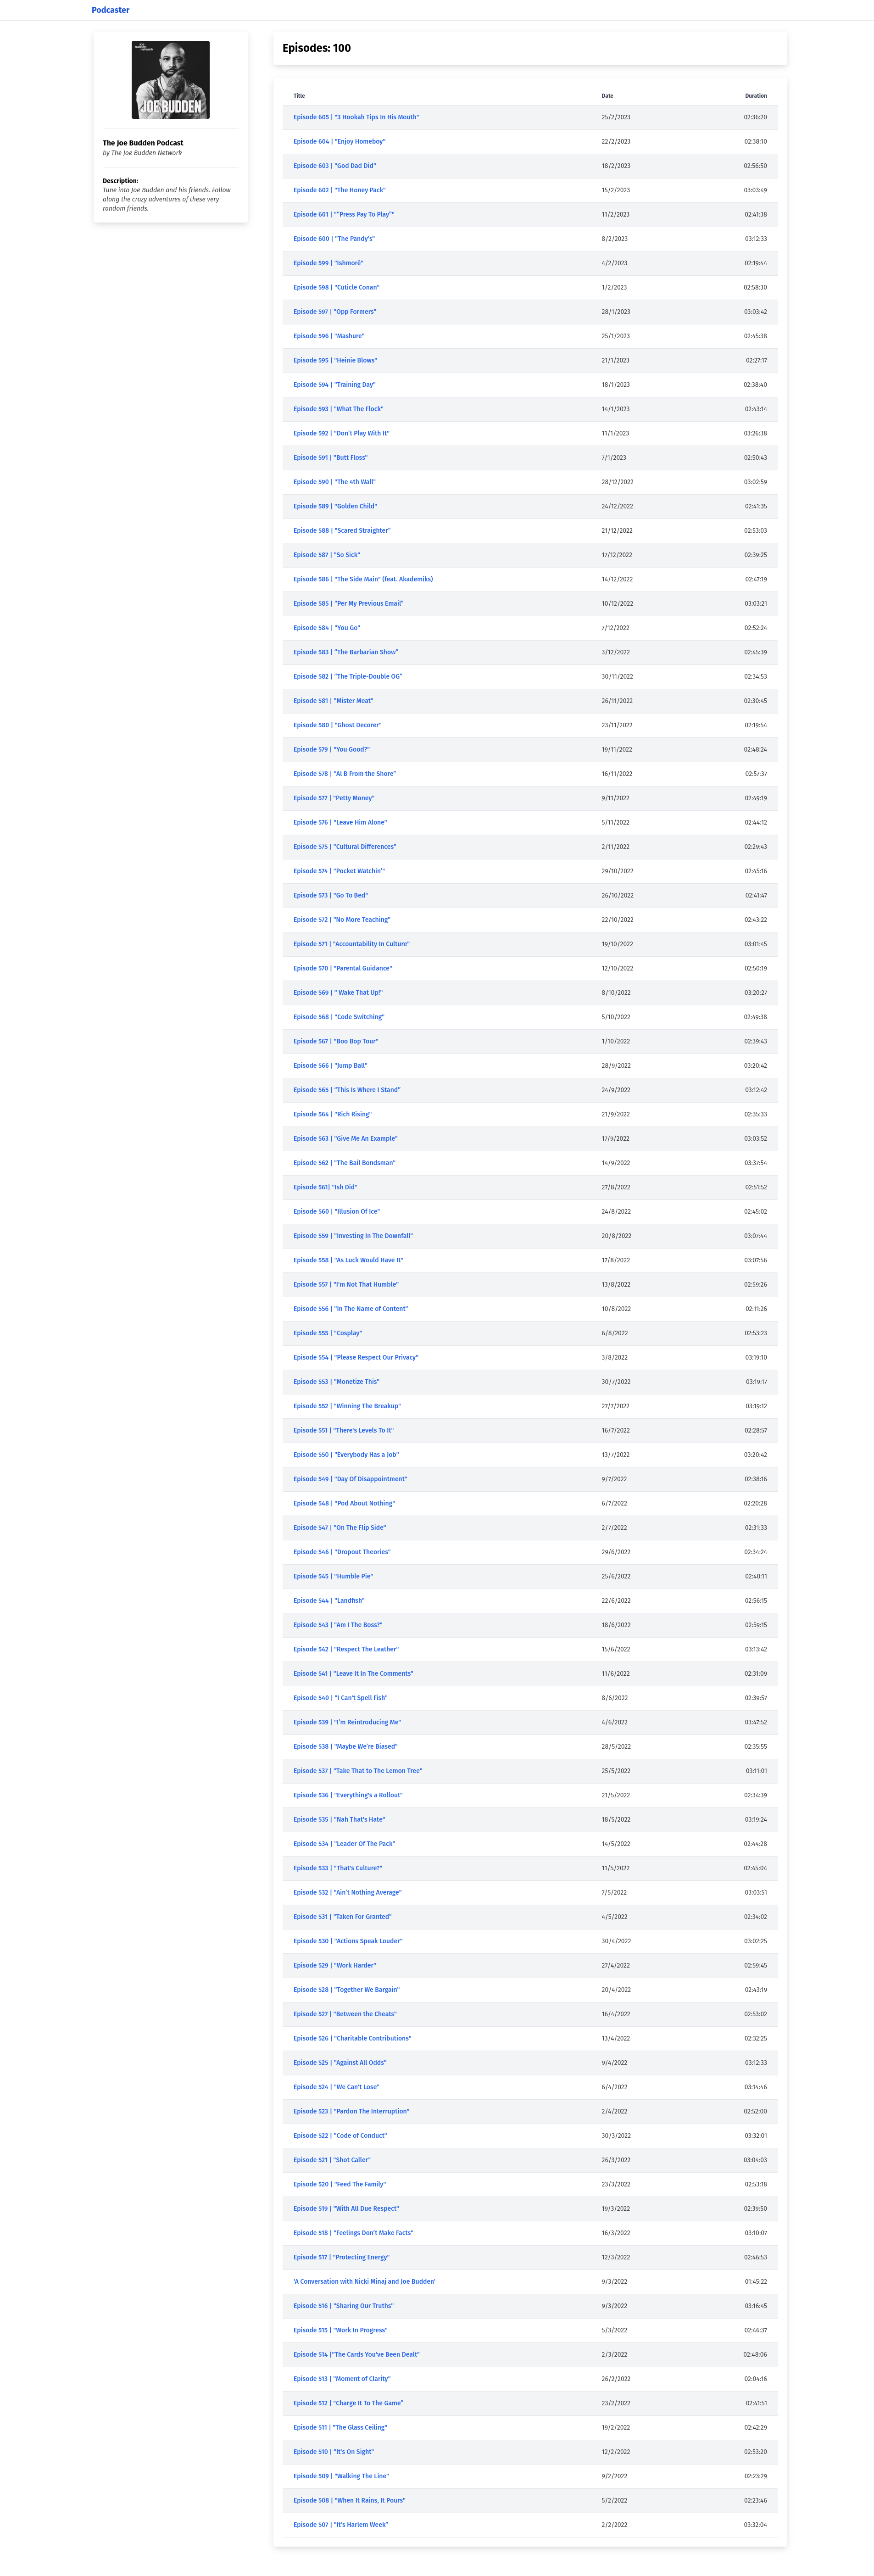 Podcaster
JOE BUDDEN
The Joe Budden Podcast
by The Joe Budden Network
Description:
Tune into Joe Budden and his friends. Follow
along the crazy adventures of these very
random friends.
Episodes: 100
Title Date Duration
Episode 605 | "3 Hookah Tips In His Mouth" 25/2/2023 02:36:20
Episode 604 | "Enjoy Homeboy" 22/2/2023 02:38:10
Episode 603 | "God Dad Did" 18/2/2023 02:56:50
Episode 602 | "The Honey Pack" 15/2/2023 03:03:49
Episode 601 | ""Press Pay To Play"" 11/2/2023 02:41:38
Episode 600 | "The Pandy's" 8/2/2023 03:12:33
Episode 599 | "Ishmoré" 4/2/2023 02:19:44
Episode 598 | "Cuticle Conan" 1/2/2023 02:58:30
Episode 597 | "Opp Formers" 28/1/2023 03:03:42
Episode 596 | "Mashure" 25/1/2023 02:45:38
Episode 595 | "Heinie Blows" 21/1/2023 02:27:17
Episode 594 | "Training Day" 18/1/2023 02:38:40
Episode 593 | "What The Flock" 14/1/2023 02:43:14
Episode 592 | "Don't Play With It" 11/1/2023 03:26:38
Episode 591 | "Butt Floss" 7/1/2023 02:50:43
Episode 590 | "The 4th Wall" 28/12/2022 03:02:59
Episode 589 | "Golden Child" 24/12/2022 02:41:35
Episode 588 | "Scared Straighter" 21/12/2022 02:53:03
Episode 587 | "So Sick" 17/12/2022 02:39:25
Episode 586 | "The Side Main" (feat. Akademiks) 14/12/2022 02:47:19
Episode 585 | "Per My Previous Email" 10/12/2022 03:03:21
Episode 584 | "You Go" 7/12/2022 02:52:24
Episode 583 | "The Barbarian Show" 3/12/2022 02:45:39
Episode 582 | "The Triple-Double OG" 30/11/2022 02:34:53
Episode 581 | "Mister Meat" 26/11/2022 02:30:45
Episode 580 | "Ghost Decorer" 23/11/2022 02:19:54
Episode 579 | "You Good?" 19/11/2022 02:48:24
Episode 578 | "Al B From the Shore" 16/11/2022 02:57:37
Episode 577 | "Petty Money" 9/11/2022 02:49:19
Episode 576 | "Leave Him Alone" 5/11/2022 02:44:12
Episode 575 | "Cultural Differences" 2/11/2022 02:29:43
Episode 574 | "Pocket Watchin'" 29/10/2022 02:45:16
Episode 573 | "Go To Bed" 26/10/2022 02:41:47
Episode 572 | "No More Teaching" 22/10/2022 02:43:22
Episode 571 | "Accountability In Culture" 19/10/2022 03:01:45
Episode 570 | "Parental Guidance" 12/10/2022 02:50:19
Episode 569 | " Wake That Up!" 8/10/2022 03:20:27
Episode 568 | "Code Switching" 5/10/2022 02:49:38
Episode 567 | "Boo Bop Tour" 1/10/2022 02:39:43
Episode 566 | "Jump Ball" 28/9/2022 03:20:42
Episode 565 | "This Is Where I Stand" 24/9/2022 03:12:42
Episode 564 | "Rich Rising" 21/9/2022 02:35:33
Episode 563 | "Give Me An Example" 17/9/2022 03:03:52
Episode 562 | "The Bail Bondsman" 14/9/2022 03:37:54
Episode 561| "Ish Did" 27/8/2022 02:51:52
Episode 560 | "Illusion Of Ice" 24/8/2022 02:45:02
Episode 559 | "Investing In The Downfall" 20/8/2022 03:07:44
Episode 558 | "As Luck Would Have It" 17/8/2022 03:07:56
Episode 557 | "I'm Not That Humble" 13/8/2022 02:59:26
Episode 556 | "In The Name of Content" 10/8/2022 02:11:26
Episode 555 | "Cosplay" 6/8/2022 02:53:23
Episode 554 | "Please Respect Our Privacy" 3/8/2022 03:19:10
Episode 553 | "Monetize This" 30/7/2022 03:19:17
Episode 552 | "Winning The Breakup" 27/7/2022 03:19:12
Episode 551 | "There's Levels To It" 16/7/2022 02:28:57
Episode 550 | "Everybody Has a Job" 13/7/2022 03:20:42
Episode 549 | "Day Of Disappointment" 9/7/2022 02:38:16
Episode 548 | "Pod About Nothing" 6/7/2022 02:20:28
Episode 547 | "On The Flip Side" 2/7/2022 02:31:33
Episode 546 | "Dropout Theories" 29/6/2022 02:34:24
Episode 545 | "Humble Pie" 25/6/2022 02:40:11
Episode 544 | "Landfish" 22/6/2022 02:56:15
Episode 543 | "Am I The Boss?" 18/6/2022 02:59:15
Episode 542 | "Respect The Leather" 15/6/2022 03:13:42
Episode 541 | "Leave It In The Comments" 11/6/2022 02:31:09
Episode 540 | "I Can't Spell Fish" 8/6/2022 02:39:57
Episode 539 | "I'm Reintroducing Me" 4/6/2022 03:47:52
Episode 538 | "Maybe We're Biased" 28/5/2022 02:35:55
Episode 537 | "Take That to The Lemon Tree" 25/5/2022 03:11:01
Episode 536 | "Everything's a Rollout" 21/5/2022 02:34:39
Episode 535 | "Nah That's Hate" 18/5/2022 03:19:24
Episode 534 | "Leader Of The Pack" 14/5/2022 02:44:28
Episode 533 | "That's Culture?" 11/5/2022 02:45:04
Episode 532 | "Ain't Nothing Average" 7/5/2022 03:03:51
Episode 531 | "Taken For Granted" 4/5/2022 02:34:02
Episode 530 | "Actions Speak Louder" 30/4/2022 03:02:25
Episode 529 | "Work Harder" 27/4/2022 02:59:45
Episode 528 | "Together We Bargain" 20/4/2022 02:43:19
Episode 527 | "Between the Cheats" 16/4/2022 02:53:02
Episode 526 | "Charitable Contributions" 13/4/2022 02:32:25
Episode 525 | "Against All Odds" 9/4/2022 03:12:33
Episode 524 | "We Can't Lose" 6/4/2022 03:14:46
Episode 523 | "Pardon The Interruption" 2/4/2022 02:52:00
Episode 522 | "Code of Conduct" 30/3/2022 03:32:01
Episode 521 | "Shot Caller" 26/3/2022 03:04:03
Episode 520 | "Feed The Family" 23/3/2022 02:53:18
Episode 519 | "With All Due Respect" 19/3/2022 02:39:50
Episode 518 | "Feelings Don't Make Facts" 16/3/2022 03:10:07
Episode 517 | "Protecting Energy" 12/3/2022 02:46:53
'A Conversation with Nicki Minaj and Joe Budden' 9/3/2022 01:45:22
Episode 516 | "Sharing Our Truths" 9/3/2022 03:16:45
Episode 515 | "Work In Progress" 5/3/2022 02:46:37
Episode 514 |"The Cards You've Been Dealt" 2/3/2022 02:48:06
Episode 513 | "Moment of Clarity" 26/2/2022 02:04:16
Episode 512 | "Charge It To The Game" 23/2/2022 02:41:51
Episode 511 | "The Glass Ceiling" 19/2/2022 02:42:29
Episode 510 | "It's On Sight" 12/2/2022 02:53:20
Episode 509 | "Walking The Line" 9/2/2022 02:23:29
Episode 508 | "When It Rains, It Pours" 5/2/2022 02:23:46
Episode 507 | "It's Harlem Week" 2/2/2022 03:32:04